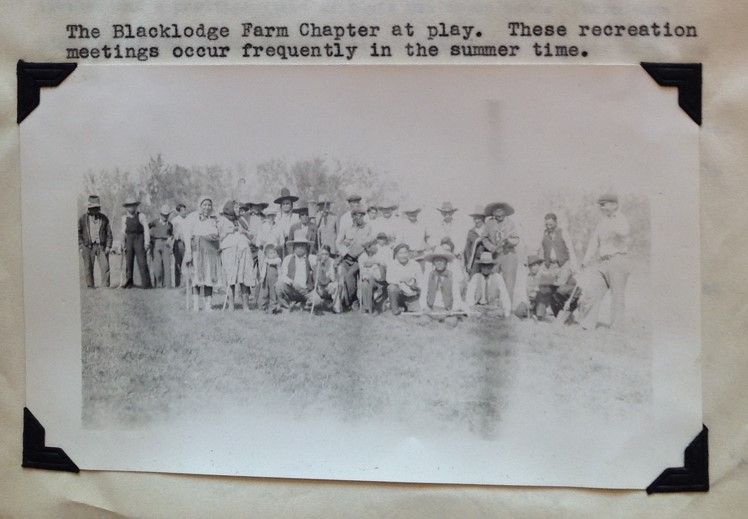 The Blacklodge Farm Chapter at play.  These recreation
meetings occur frequently in the summer time.